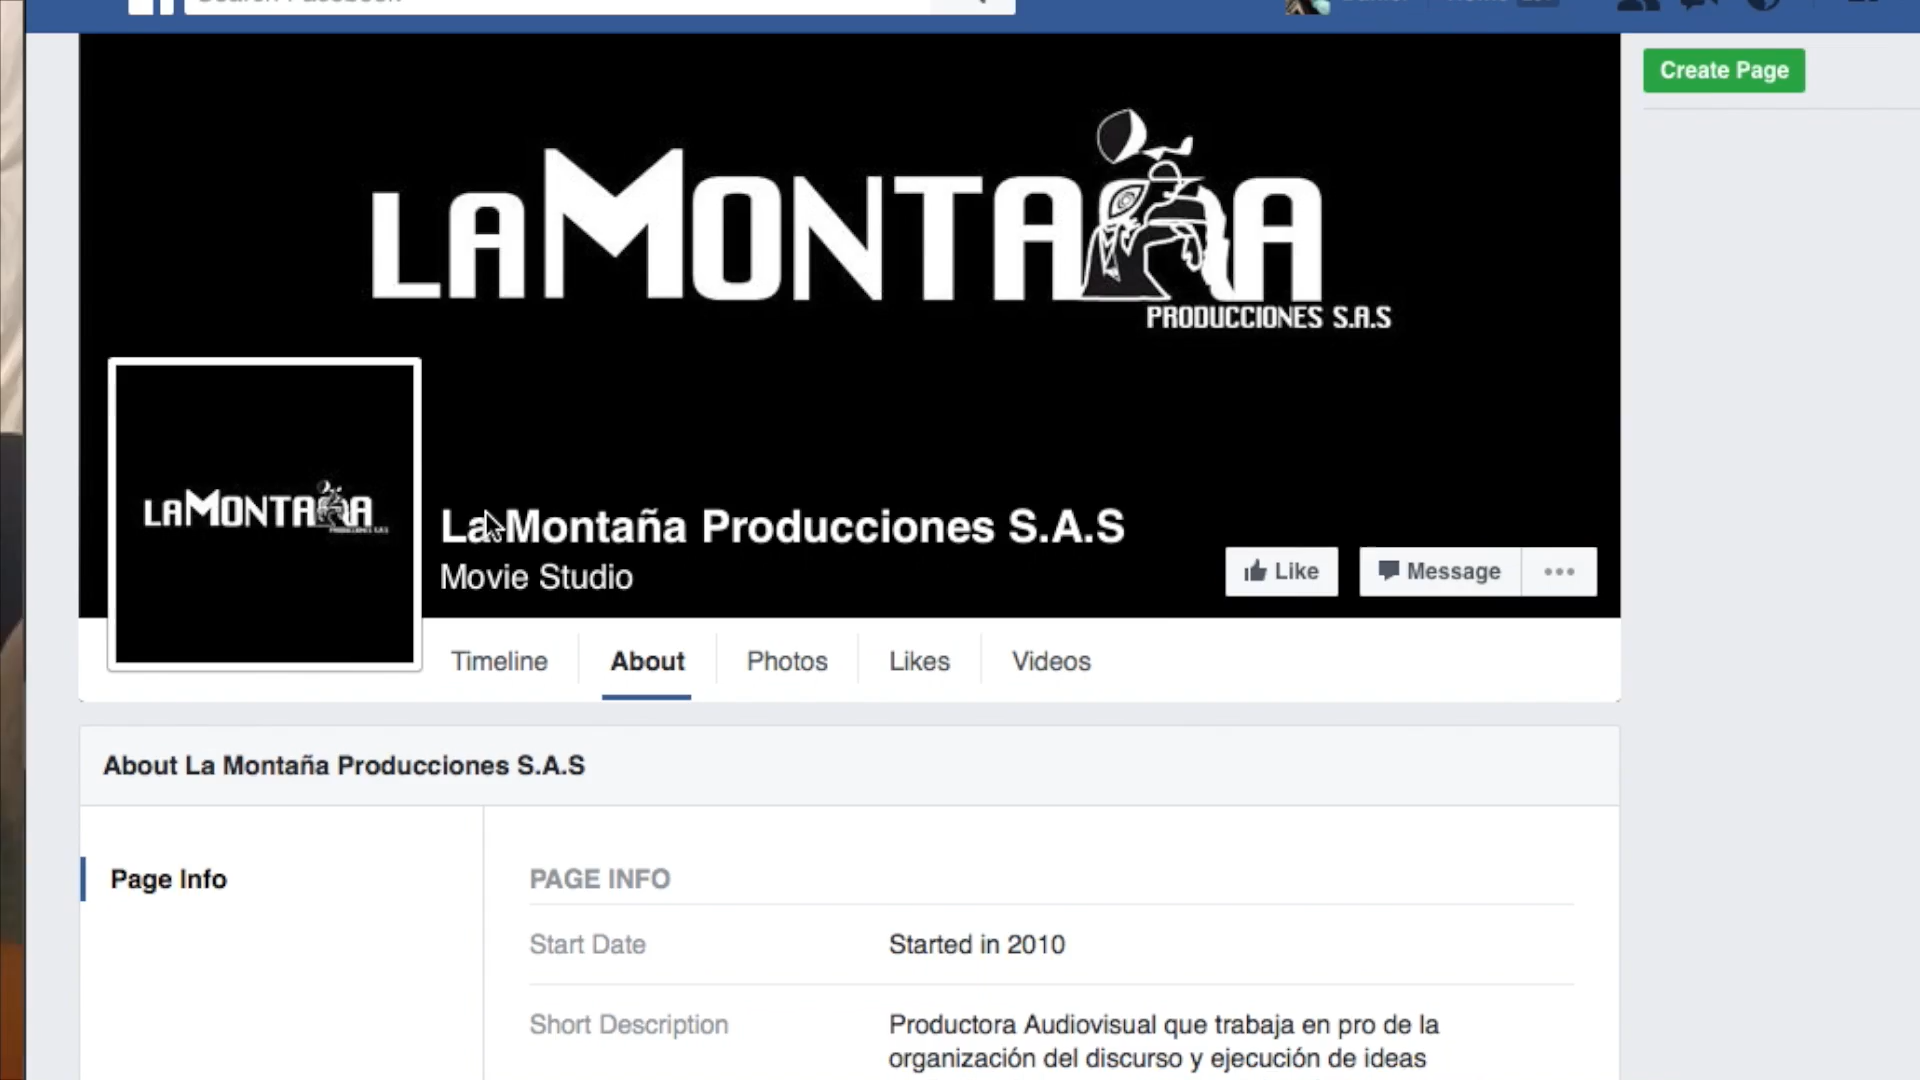 Create Page
LAMONTAÑA
PRODUCCIONES S.A.S
LAMONTAÑA
La Montaña Producciones S.A.S
Movie Studio
Like
Message
Timeline
About
Photos
Likes
Videos
About La Montaña Producciones S.A.S
Page Info
PAGE INFO
Start Date
Started in 2010
Short Description
Productora Audiovisual que trabaja en pro de la
organización del discurso y ejecución de ideas